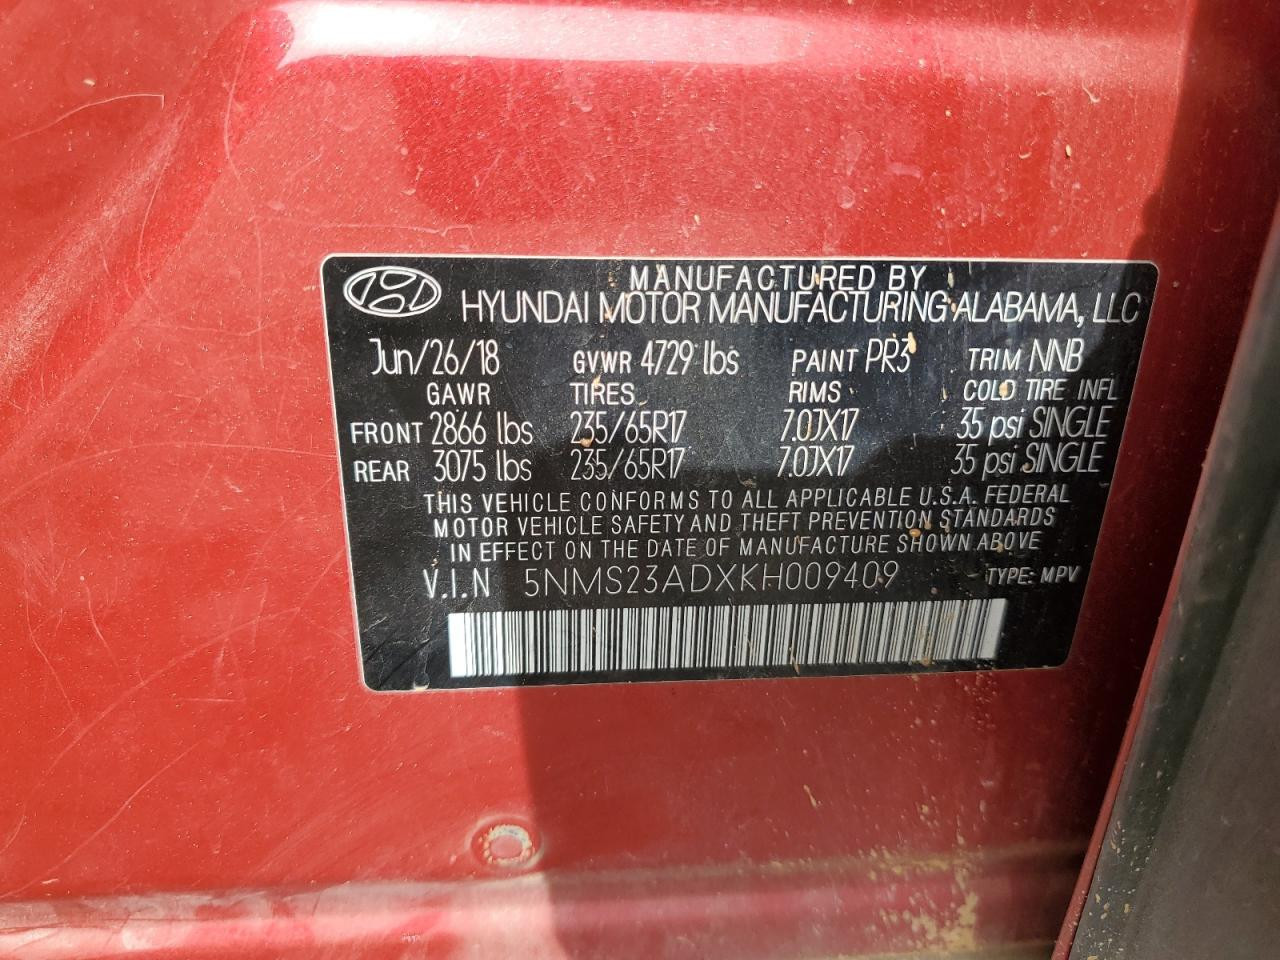 MANUFACTURED BY
HYUNDAI MOTOR MANUFACTURING ALABAMA, LLC
Jun/26/18 GVWR 4729 lbs PAINT PR3 TRIM NNB
GAWR TIRES RIMS COLD TIRE INFL
FRONT 2866 lbs 235/65R17 7.0JX17 35 psi SINGLE
REAR 3075 lbs 235/65R17 7.0JX17 35 psi SINGLE
THIS VEHICLE CONFORMS TO ALL APPLICABLE U.S.A. FEDERAL
MOTOR VEHICLE SAFETY AND THEFT PREVENTION STANDARDS
IN EFFECT ON THE DATE OF MANUFACTURE SHOWN ABOVE
V.I.N 5NMS23ADXKH009409 TYPE: MPV